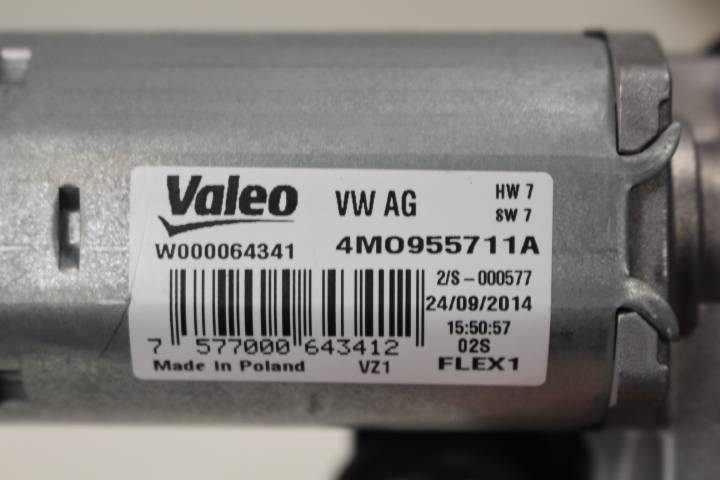 Valeo VW AG HW 7
SW 7
W000064341 4M0955711A
2/S-000577
24/09/2014
15:50:57
7 577000 643412 02S
Made in Poland VZ1 FLEX1